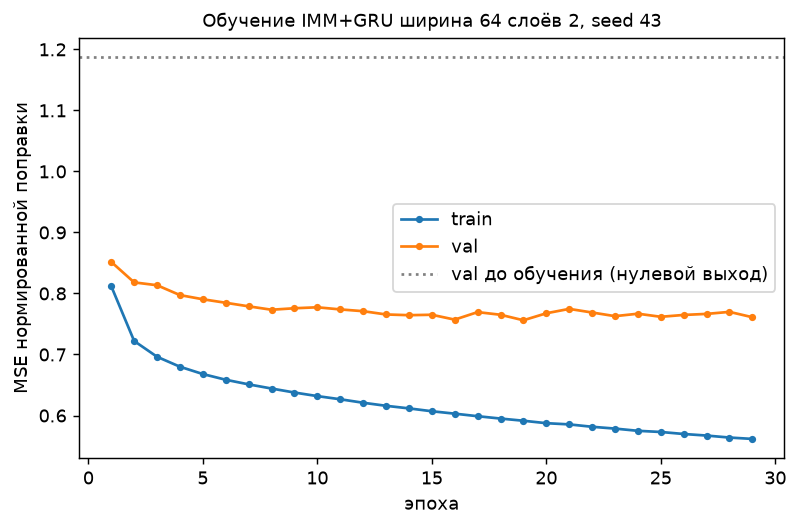 Обучение IMM+GRU ширина 64 слоёв 2, seed 43
MSE нормированной поправки
1.2
1.1
1.0
0.9
0.8
0.7
0.6
train
val
val до обучения (нулевой выход)
0 5 10 15 20 25 30
эпоха